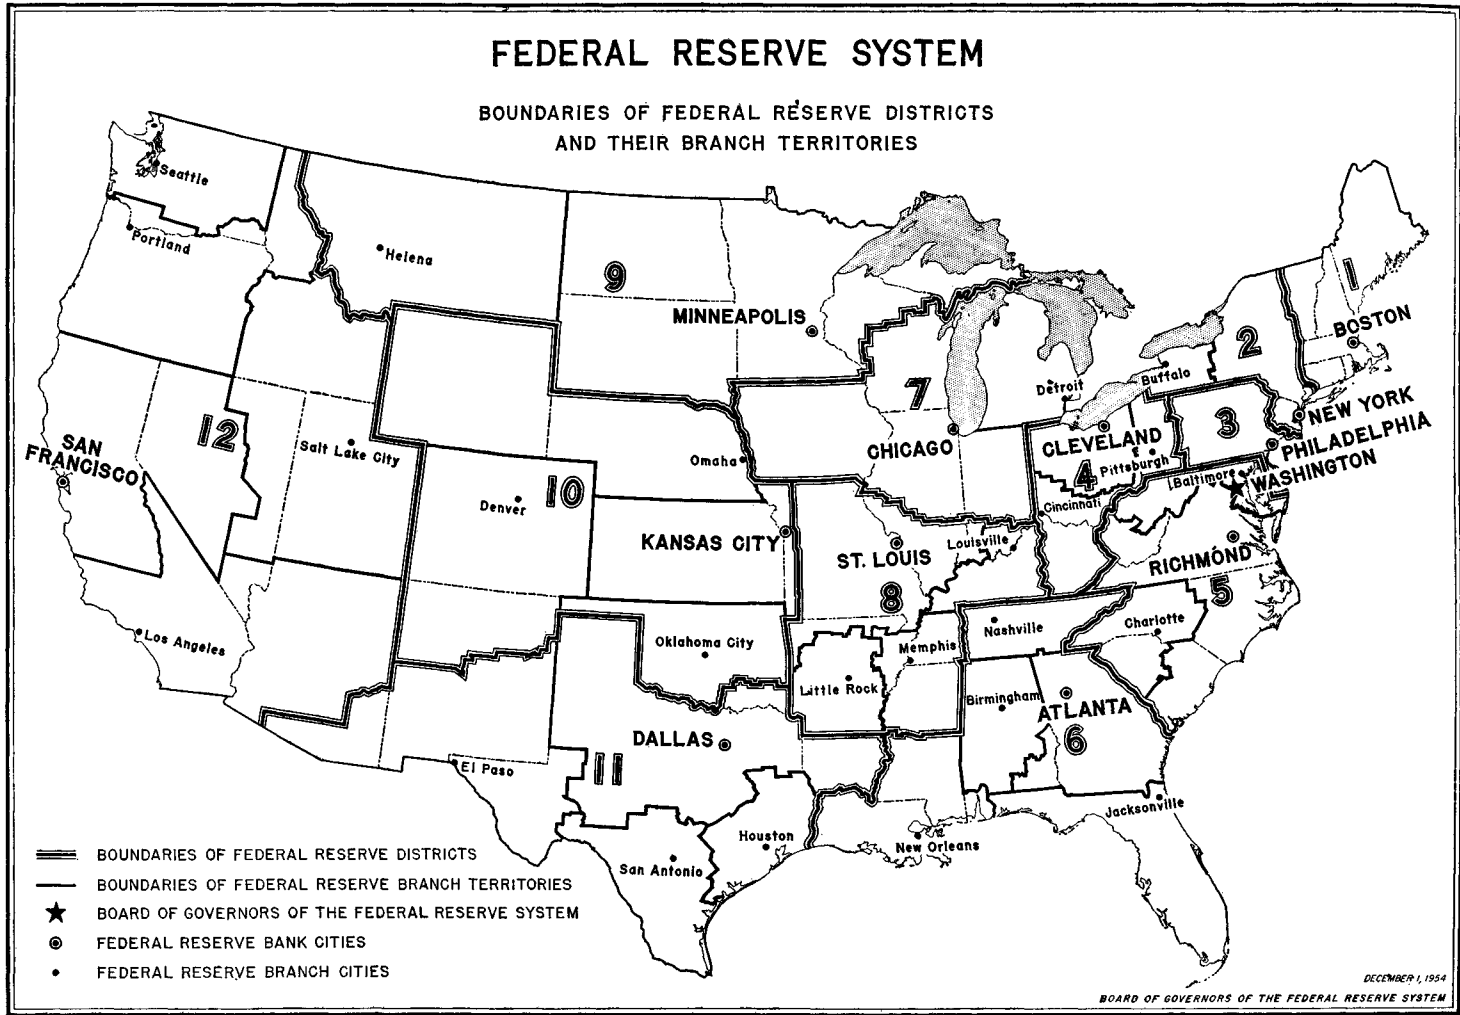 FEDERAL RESERVE SYSTEM
BOUNDARIES OF FEDERAL RESERVE DISTRICTS
AND THEIR BRANCH TERRITORIES
Seattle
Portland
Helena
9
MINNEAPOLIS
1
BOSTON
2
Buffalo
7
Detroit
NEW YORK
3
PHILADELPHIA
WASHINGTON
CLEVELAND
4
Pittsburgh
Baltimore
Cincinnati
CHICAGO
12
SAN
FRANCISCO
Salt Lake City
Omaha
Denver
10
KANSAS CITY
ST. LOUIS
8
Louisville
RICHMOND
5
Los Angeles
Oklahoma City
Memphis
Nashville
Charlotte
Little Rock
Birmingham
ATLANTA
6
DALLAS
11
El Paso
Jacksonville
Houston
New Orleans
San Antonio
BOUNDARIES OF FEDERAL RESERVE DISTRICTS
BOUNDARIES OF FEDERAL RESERVE BRANCH TERRITORIES
BOARD OF GOVERNORS OF THE FEDERAL RESERVE SYSTEM
FEDERAL RESERVE BANK CITIES
FEDERAL RESERVE BRANCH CITIES
DECEMBER 1, 1954
BOARD OF GOVERNORS OF THE FEDERAL RESERVE SYSTEM